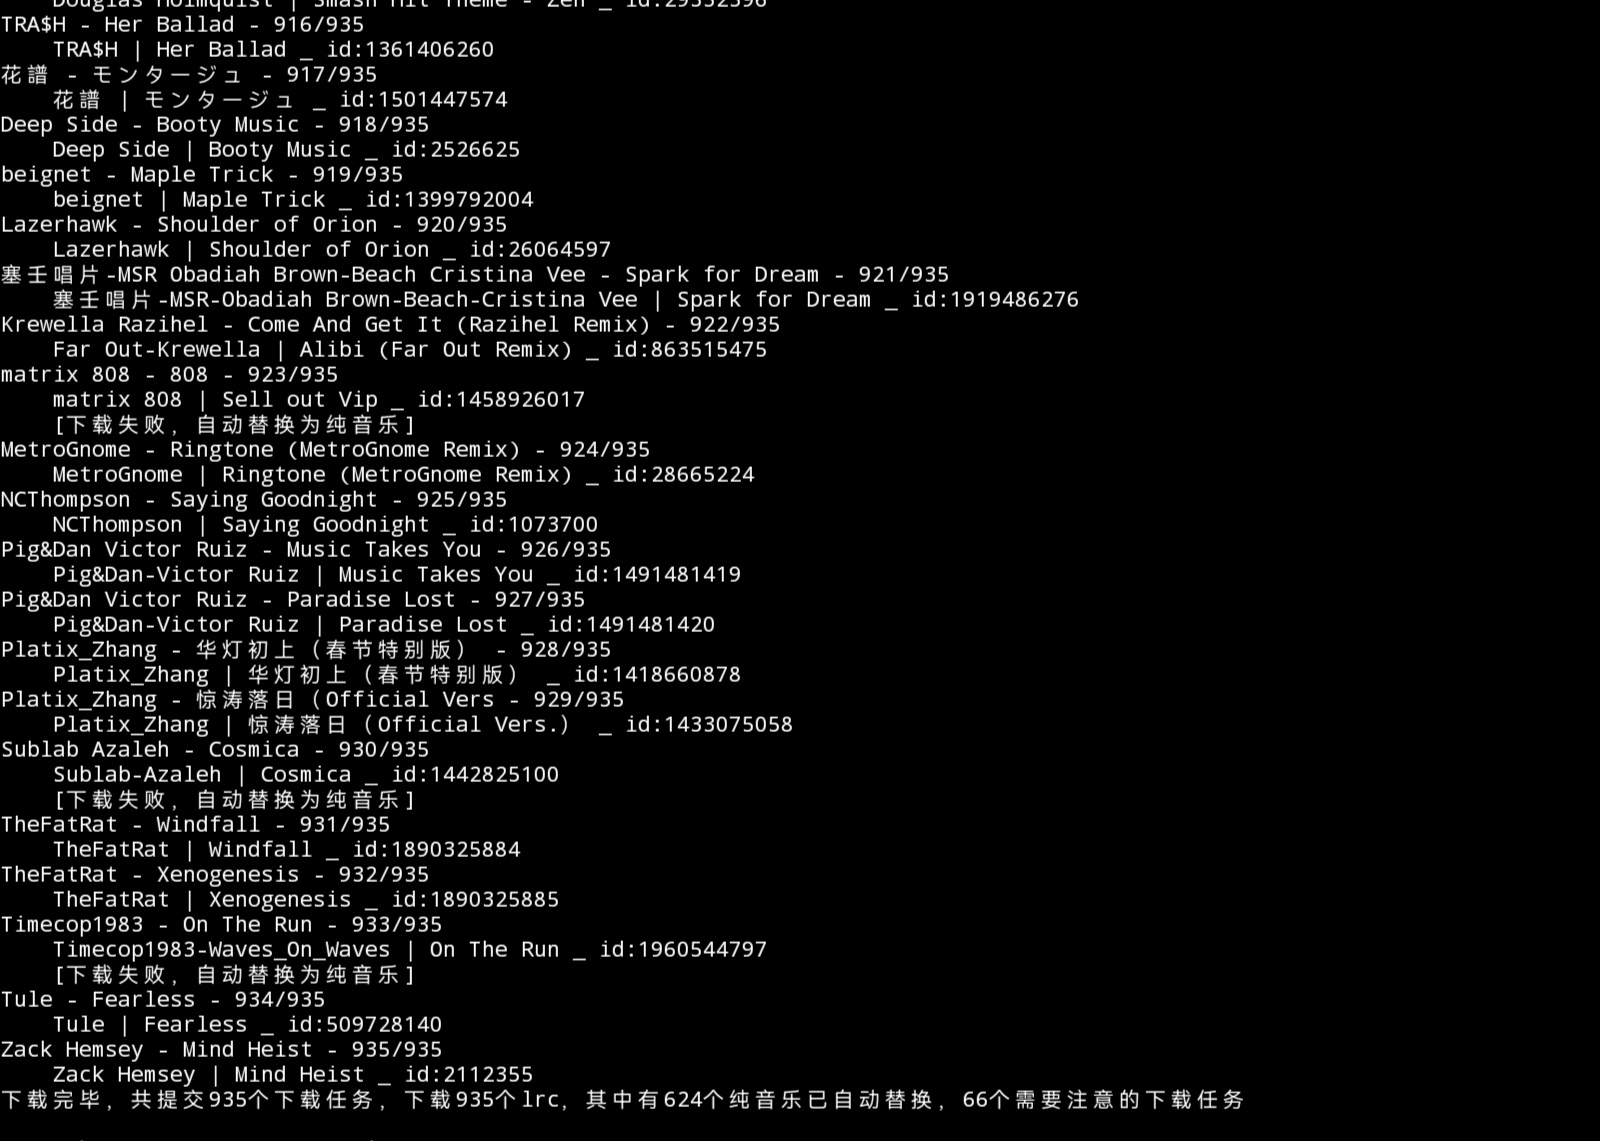 Douglas Holmquist | Smash Hit Theme - Zen _ id:29332396
TRA$H - Her Ballad - 916/935
TRA$H | Her Ballad _ id:1361406260
花譜 - モンタージュ - 917/935
花譜 | モンタージュ _ id:1501447574
Deep Side - Booty Music - 918/935
Deep Side | Booty Music _ id:2526625
beignet - Maple Trick - 919/935
beignet | Maple Trick _ id:1399792004
Lazerhawk - Shoulder of Orion - 920/935
Lazerhawk | Shoulder of Orion _ id:26064597
塞壬唱片-MSR Obadiah Brown-Beach Cristina Vee - Spark for Dream - 921/935
塞壬唱片-MSR-Obadiah Brown-Beach-Cristina Vee | Spark for Dream _ id:1919486276
Krewella Razihel - Come And Get It (Razihel Remix) - 922/935
Far Out-Krewella | Alibi (Far Out Remix) _ id:863515475
matrix 808 - 808 - 923/935
matrix 808 | Sell out Vip _ id:1458926017
[下载失败, 自动替换为纯音乐]
MetroGnome - Ringtone (MetroGnome Remix) - 924/935
MetroGnome | Ringtone (MetroGnome Remix) _ id:28665224
NCThompson - Saying Goodnight - 925/935
NCThompson | Saying Goodnight _ id:1073700
Pig&Dan Victor Ruiz - Music Takes You - 926/935
Pig&Dan-Victor Ruiz | Music Takes You _ id:1491481419
Pig&Dan Victor Ruiz - Paradise Lost - 927/935
Pig&Dan-Victor Ruiz | Paradise Lost _ id:1491481420
Platix_Zhang - 华灯初上（春节特别版） - 928/935
Platix_Zhang | 华灯初上（春节特别版） _ id:1418660878
Platix_Zhang - 惊涛落日（Official Vers - 929/935
Platix_Zhang | 惊涛落日（Official Vers.） _ id:1433075058
Sublab Azaleh - Cosmica - 930/935
Sublab-Azaleh | Cosmica _ id:1442825100
[下载失败, 自动替换为纯音乐]
TheFatRat - Windfall - 931/935
TheFatRat | Windfall _ id:1890325884
TheFatRat - Xenogenesis - 932/935
TheFatRat | Xenogenesis _ id:1890325885
Timecop1983 - On The Run - 933/935
Timecop1983-Waves_On_Waves | On The Run _ id:1960544797
[下载失败, 自动替换为纯音乐]
Tule - Fearless - 934/935
Tule | Fearless _ id:509728140
Zack Hemsey - Mind Heist - 935/935
Zack Hemsey | Mind Heist _ id:2112355
下载完毕, 共提交935个下载任务, 下载935个lrc, 其中有624个纯音乐已自动替换, 66个需要注意的下载任务